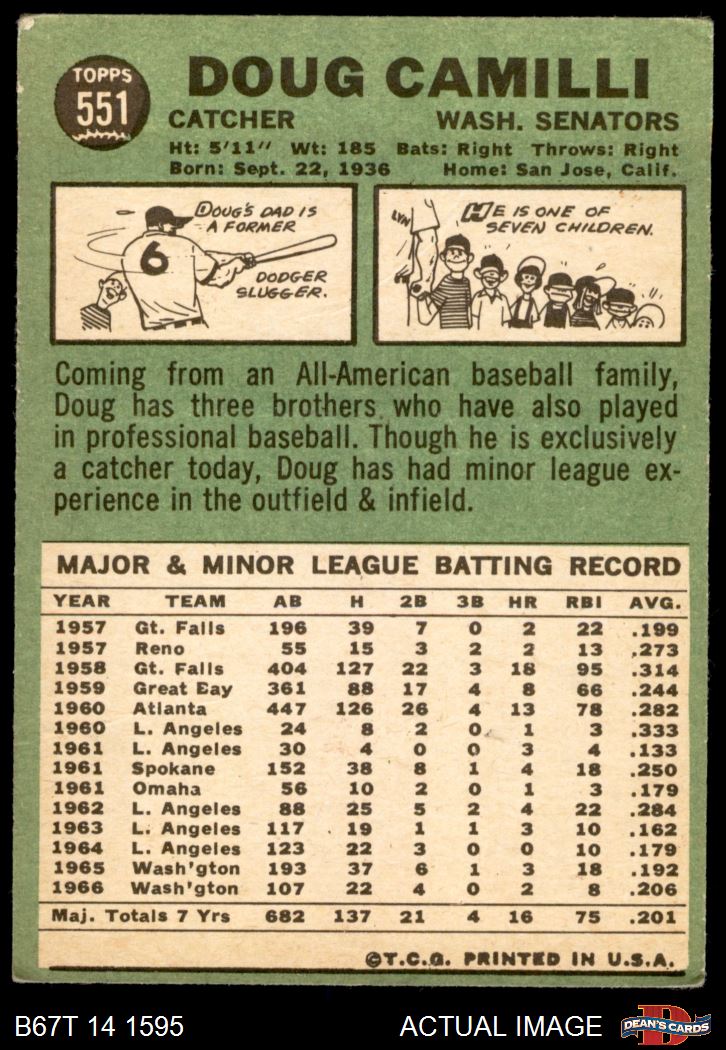 TOPPS
551
DOUG CAMILLI
CATCHER WASH. SENATORS
Ht: 5'11" Wt: 185 Bats: Right Throws: Right
Born: Sept. 22, 1936 Home: San Jose, Calif.
DOUG'S DAD IS
A FORMER
6
DODGER
SLUGGER.
HE IS ONE OF
SEVEN CHILDREN.
Coming from an All-American baseball family,
Doug has three brothers who have also played
in professional baseball. Though he is exclusively
a catcher today, Doug has had minor league ex-
perience in the outfield & infield.
MAJOR & MINOR LEAGUE BATTING RECORD
YEAR TEAM AB H 2B 3B HR RBI AVG.
1957 Gt. Falls 196 39 7 0 2 22 .199
1957 Reno 55 15 3 2 2 13 .273
1958 Gt. Falls 404 127 22 3 18 95 .314
1959 Great Bay 361 88 17 4 8 66 .244
1960 Atlanta 447 126 26 4 13 78 .282
1960 L. Angeles 24 8 2 0 1 3 .333
1961 L. Angeles 30 4 0 0 3 4 .133
1961 Spokane 152 38 8 1 4 18 .250
1961 Omaha 56 10 2 0 1 3 .179
1962 L. Angeles 88 25 5 2 4 22 .284
1963 L. Angeles 117 19 1 1 3 10 .162
1964 L. Angeles 123 22 3 0 0 10 .179
1965 Wash'gton 193 37 6 1 3 18 .192
1966 Wash'gton 107 22 4 0 2 8 .206
Maj. Totals 7 Yrs 682 137 21 4 16 75 .201
©T.C.G. PRINTED IN U.S.A.
B67T 14 1595 ACTUAL IMAGE
D
DEAN'S CARDS